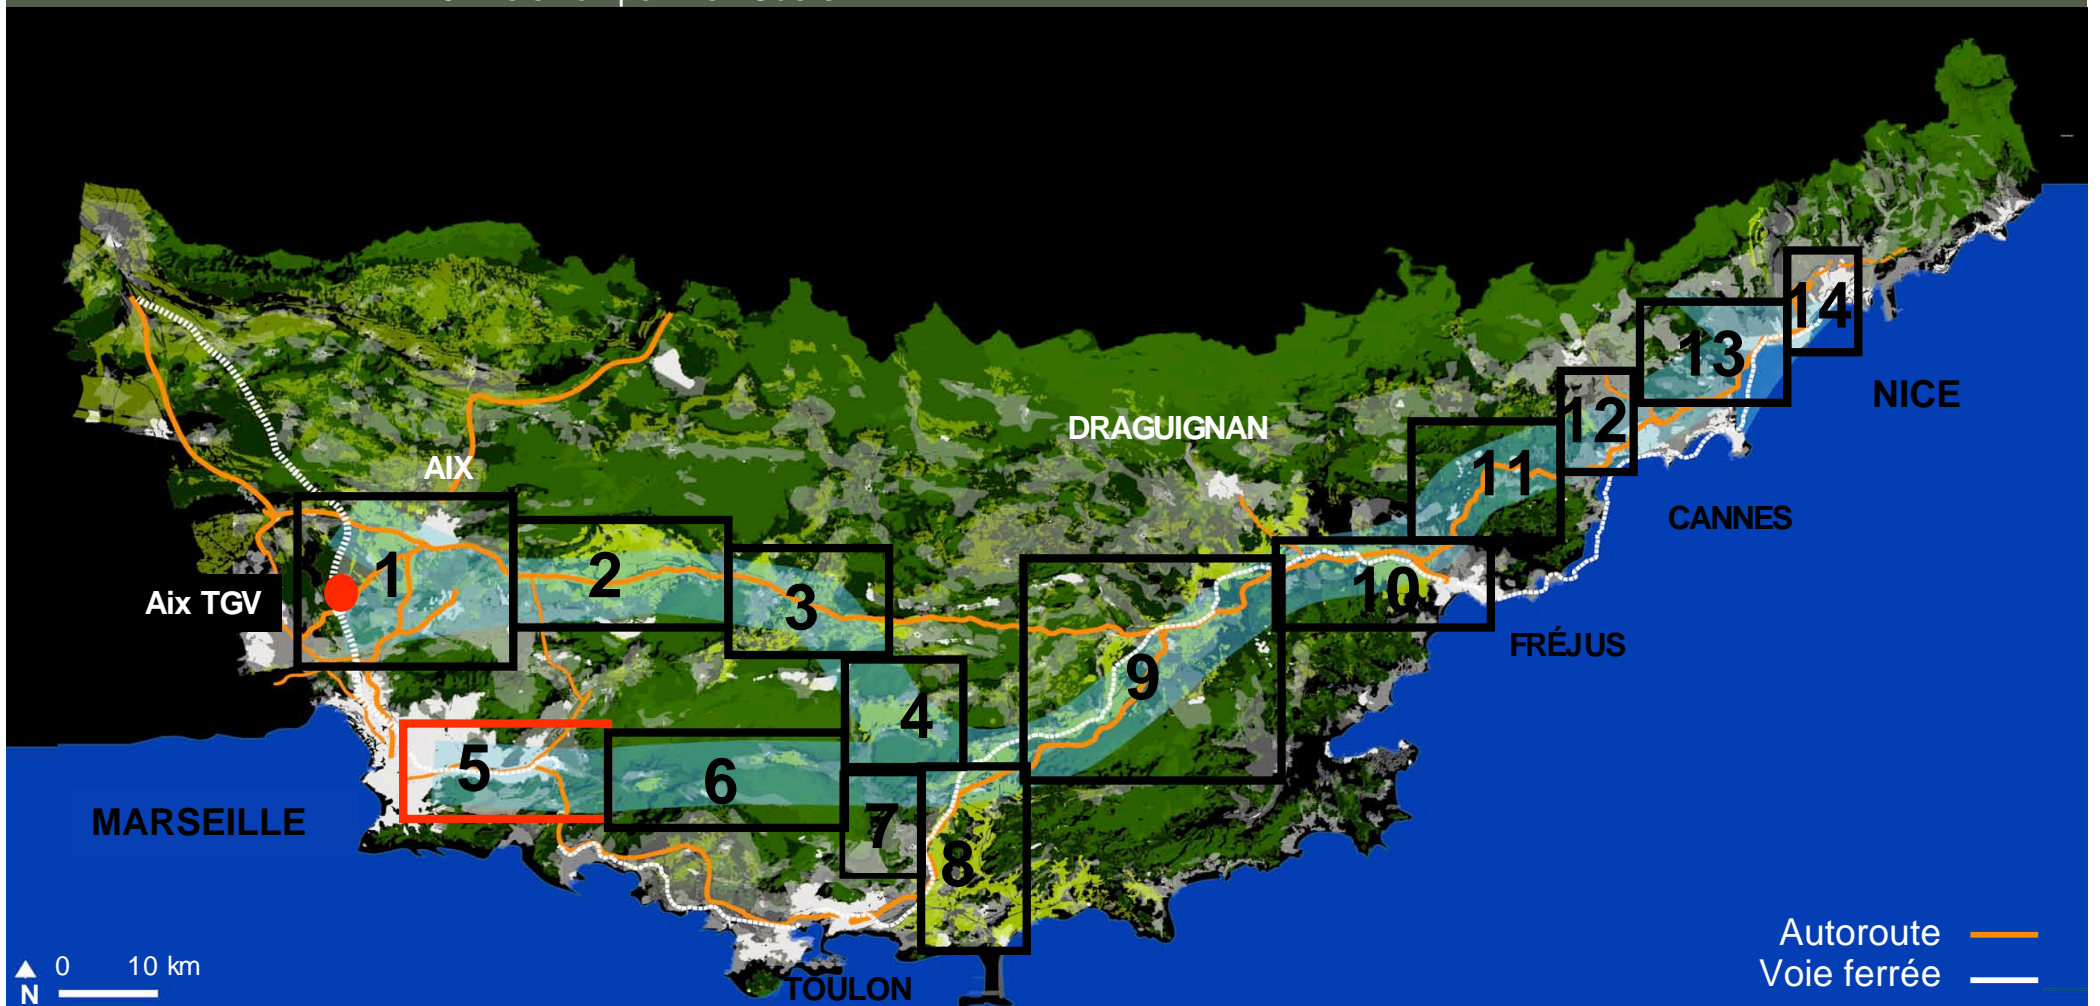 14
13
NICE
12
DRAGUIGNAN
11
AIX
CANNES
1
2
3
10
Aix TGV
FRÉJUS
9
4
5
6
MARSEILLE
7
8
Autoroute
0 10 km
Voie ferrée
N
TOULON